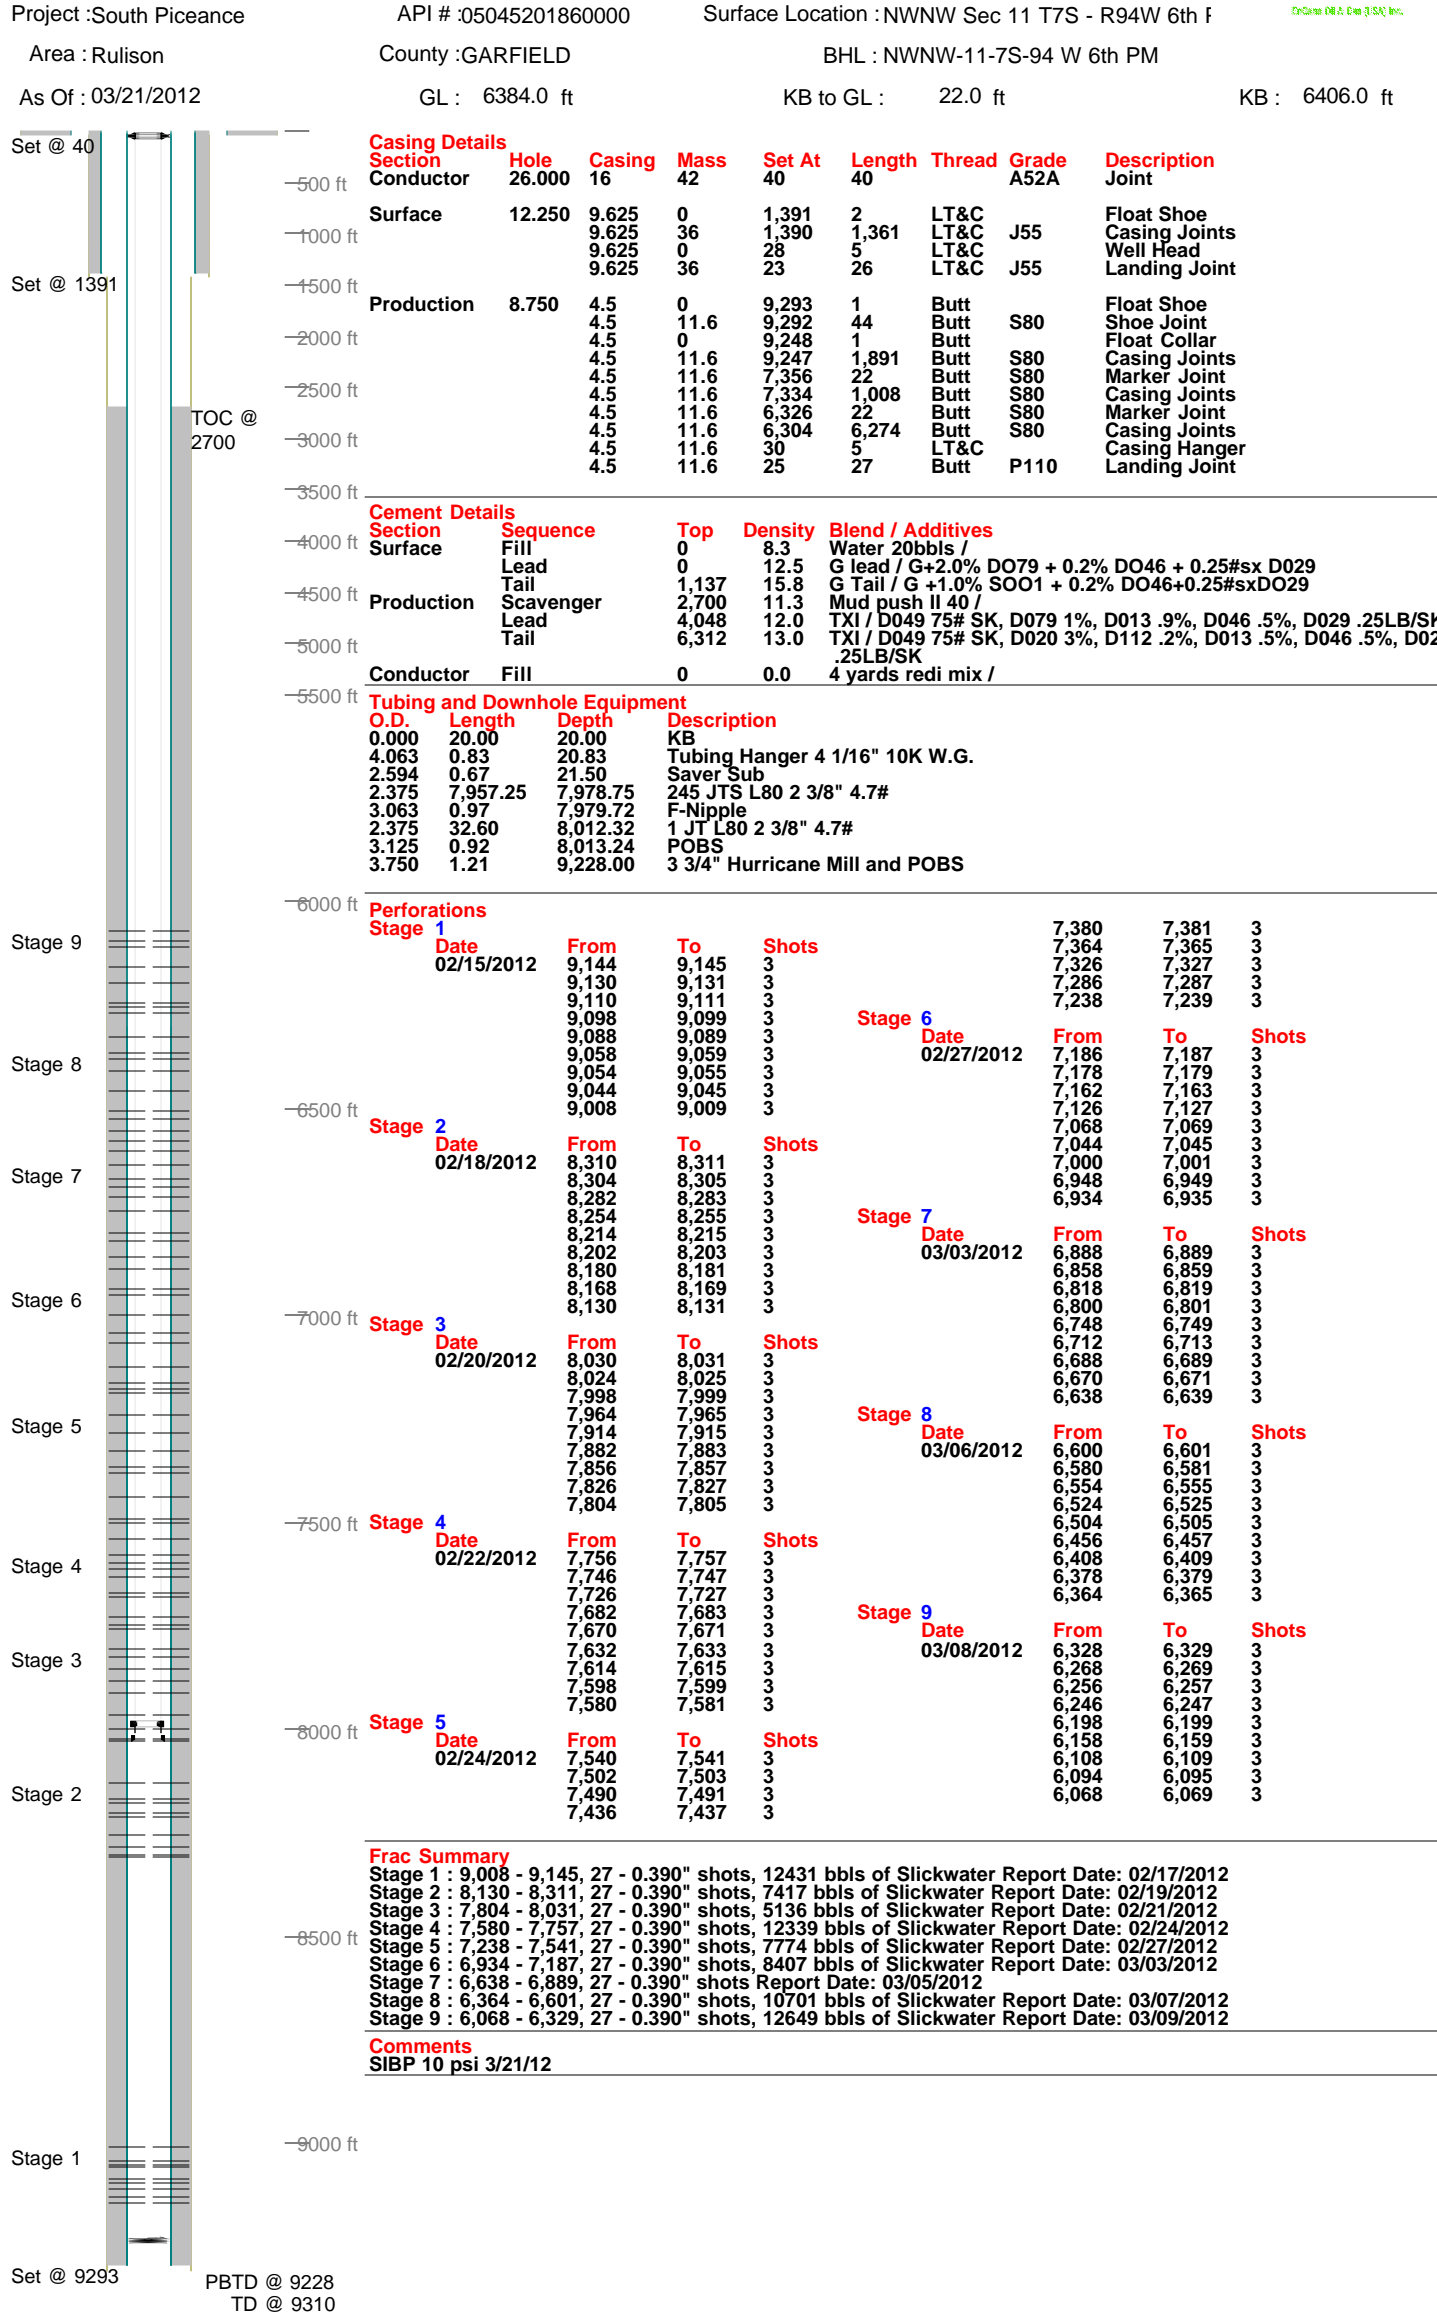 Project :South Piceance API # :05045201860000 Surface Location : NWNW Sec 11 T7S - R94W 6th
Area : Rulison County :GARFIELD BHL : NWNW-11-7S-94 W 6th PM
As Of : 03/21/2012 GL : 6384.0 ft KB to GL : 22.0 ft KB : 6406.0 ft
Set @ 40
Set @ 1391
TOC @
2700
Stage 9
Stage 8
Stage 7
Stage 6
Stage 5
Stage 4
Stage 3
Stage 2
Stage 1
Set @ 9293
PBTD @ 9228
TD @ 9310
500 ft
1000 ft
1500 ft
2000 ft
2500 ft
3000 ft
3500 ft
4000 ft
4500 ft
5000 ft
5500 ft
6000 ft
6500 ft
7000 ft
7500 ft
8000 ft
8500 ft
9000 ft
Casing Details
Section Hole Casing Mass Set At Length Thread Grade Description
Conductor 26.000 16 42 40 40 A52A Joint
Surface 12.250 9.625 0 1,391 2 LT&C Float Shoe
9.625 36 1,390 1,361 LT&C J55 Casing Joints
9.625 0 28 5 LT&C Well Head
9.625 36 23 26 LT&C J55 Landing Joint
Production 8.750 4.5 0 9,293 1 Butt Float Shoe
4.5 11.6 9,292 44 Butt S80 Shoe Joint
4.5 0 9,248 1 Butt Float Collar
4.5 11.6 9,247 1,891 Butt S80 Casing Joints
4.5 11.6 7,356 22 Butt S80 Marker Joint
4.5 11.6 7,334 1,008 Butt S80 Casing Joints
4.5 11.6 6,326 22 Butt S80 Marker Joint
4.5 11.6 6,304 6,274 Butt S80 Casing Joints
4.5 11.6 30 5 LT&C Casing Hanger
4.5 11.6 25 27 Butt P110 Landing Joint
Cement Details
Section Sequence Top Density Blend / Additives
Surface Fill 0 8.3 Water 20bbls /
Lead 0 12.5 G lead / G+2.0% DO79 + 0.2% DO46 + 0.25#sx D029
Tail 1,137 15.8 G Tail / G +1.0% SOO1 + 0.2% DO46+0.25#sxDO29
Production Scavenger 2,700 11.3 Mud push II 40 /
Lead 4,048 12.0 TXI / D049 75# SK, D079 1%, D013 .9%, D046 .5%, D029 .25LB/SK
Tail 6,312 13.0 TXI / D049 75# SK, D020 3%, D112 .2%, D013 .5%, D046 .5%, D02
.25LB/SK
Conductor Fill 0 0.0 4 yards redi mix /
Tubing and Downhole Equipment
O.D. Length Depth Description
0.000 20.00 20.00 KB
4.063 0.83 20.83 Tubing Hanger 4 1/16" 10K W.G.
2.594 0.67 21.50 Saver Sub
2.375 7,957.25 7,978.75 245 JTS L80 2 3/8" 4.7#
3.063 0.97 7,979.72 F-Nipple
2.375 32.60 8,012.32 1 JT L80 2 3/8" 4.7#
3.125 0.92 8,013.24 POBS
3.750 1.21 9,228.00 3 3/4" Hurricane Mill and POBS
Perforations
Stage 1
Date From To Shots
02/15/2012 9,144 9,145 3
9,130 9,131 3
9,110 9,111 3
9,098 9,099 3
9,088 9,089 3
9,058 9,059 3
9,054 9,055 3
9,044 9,045 3
9,008 9,009 3
Stage 2
Date From To Shots
02/18/2012 8,310 8,311 3
8,304 8,305 3
8,282 8,283 3
8,254 8,255 3
8,214 8,215 3
8,202 8,203 3
8,180 8,181 3
8,168 8,169 3
8,130 8,131 3
Stage 3
Date From To Shots
02/20/2012 8,030 8,031 3
8,024 8,025 3
7,998 7,999 3
7,964 7,965 3
7,914 7,915 3
7,882 7,883 3
7,856 7,857 3
7,826 7,827 3
7,804 7,805 3
Stage 4
Date From To Shots
02/22/2012 7,756 7,757 3
7,746 7,747 3
7,726 7,727 3
7,682 7,683 3
7,670 7,671 3
7,632 7,633 3
7,614 7,615 3
7,598 7,599 3
7,580 7,581 3
Stage 5
Date From To Shots
02/24/2012 7,540 7,541 3
7,502 7,503 3
7,490 7,491 3
7,436 7,437 3
7,380 7,381 3
7,364 7,365 3
7,326 7,327 3
7,286 7,287 3
7,238 7,239 3
Stage 6
Date From To Shots
02/27/2012 7,186 7,187 3
7,178 7,179 3
7,162 7,163 3
7,126 7,127 3
7,068 7,069 3
7,044 7,045 3
7,000 7,001 3
6,948 6,949 3
6,934 6,935 3
Stage 7
Date From To Shots
03/03/2012 6,888 6,889 3
6,858 6,859 3
6,818 6,819 3
6,800 6,801 3
6,748 6,749 3
6,712 6,713 3
6,688 6,689 3
6,670 6,671 3
6,638 6,639 3
Stage 8
Date From To Shots
03/06/2012 6,600 6,601 3
6,580 6,581 3
6,554 6,555 3
6,524 6,525 3
6,504 6,505 3
6,456 6,457 3
6,408 6,409 3
6,378 6,379 3
6,364 6,365 3
Stage 9
Date From To Shots
03/08/2012 6,328 6,329 3
6,268 6,269 3
6,256 6,257 3
6,246 6,247 3
6,198 6,199 3
6,158 6,159 3
6,108 6,109 3
6,094 6,095 3
6,068 6,069 3
Frac Summary
Stage 1 : 9,008 - 9,145, 27 - 0.390" shots, 12431 bbls of Slickwater Report Date: 02/17/2012
Stage 2 : 8,130 - 8,311, 27 - 0.390" shots, 7417 bbls of Slickwater Report Date: 02/19/2012
Stage 3 : 7,804 - 8,031, 27 - 0.390" shots, 5136 bbls of Slickwater Report Date: 02/21/2012
Stage 4 : 7,580 - 7,757, 27 - 0.390" shots, 12339 bbls of Slickwater Report Date: 02/24/2012
Stage 5 : 7,238 - 7,541, 27 - 0.390" shots, 7774 bbls of Slickwater Report Date: 02/27/2012
Stage 6 : 6,934 - 7,187, 27 - 0.390" shots, 8407 bbls of Slickwater Report Date: 03/03/2012
Stage 7 : 6,638 - 6,889, 27 - 0.390" shots Report Date: 03/05/2012
Stage 8 : 6,364 - 6,601, 27 - 0.390" shots, 10701 bbls of Slickwater Report Date: 03/07/2012
Stage 9 : 6,068 - 6,329, 27 - 0.390" shots, 12649 bbls of Slickwater Report Date: 03/09/2012
Comments
SIBP 10 psi 3/21/12